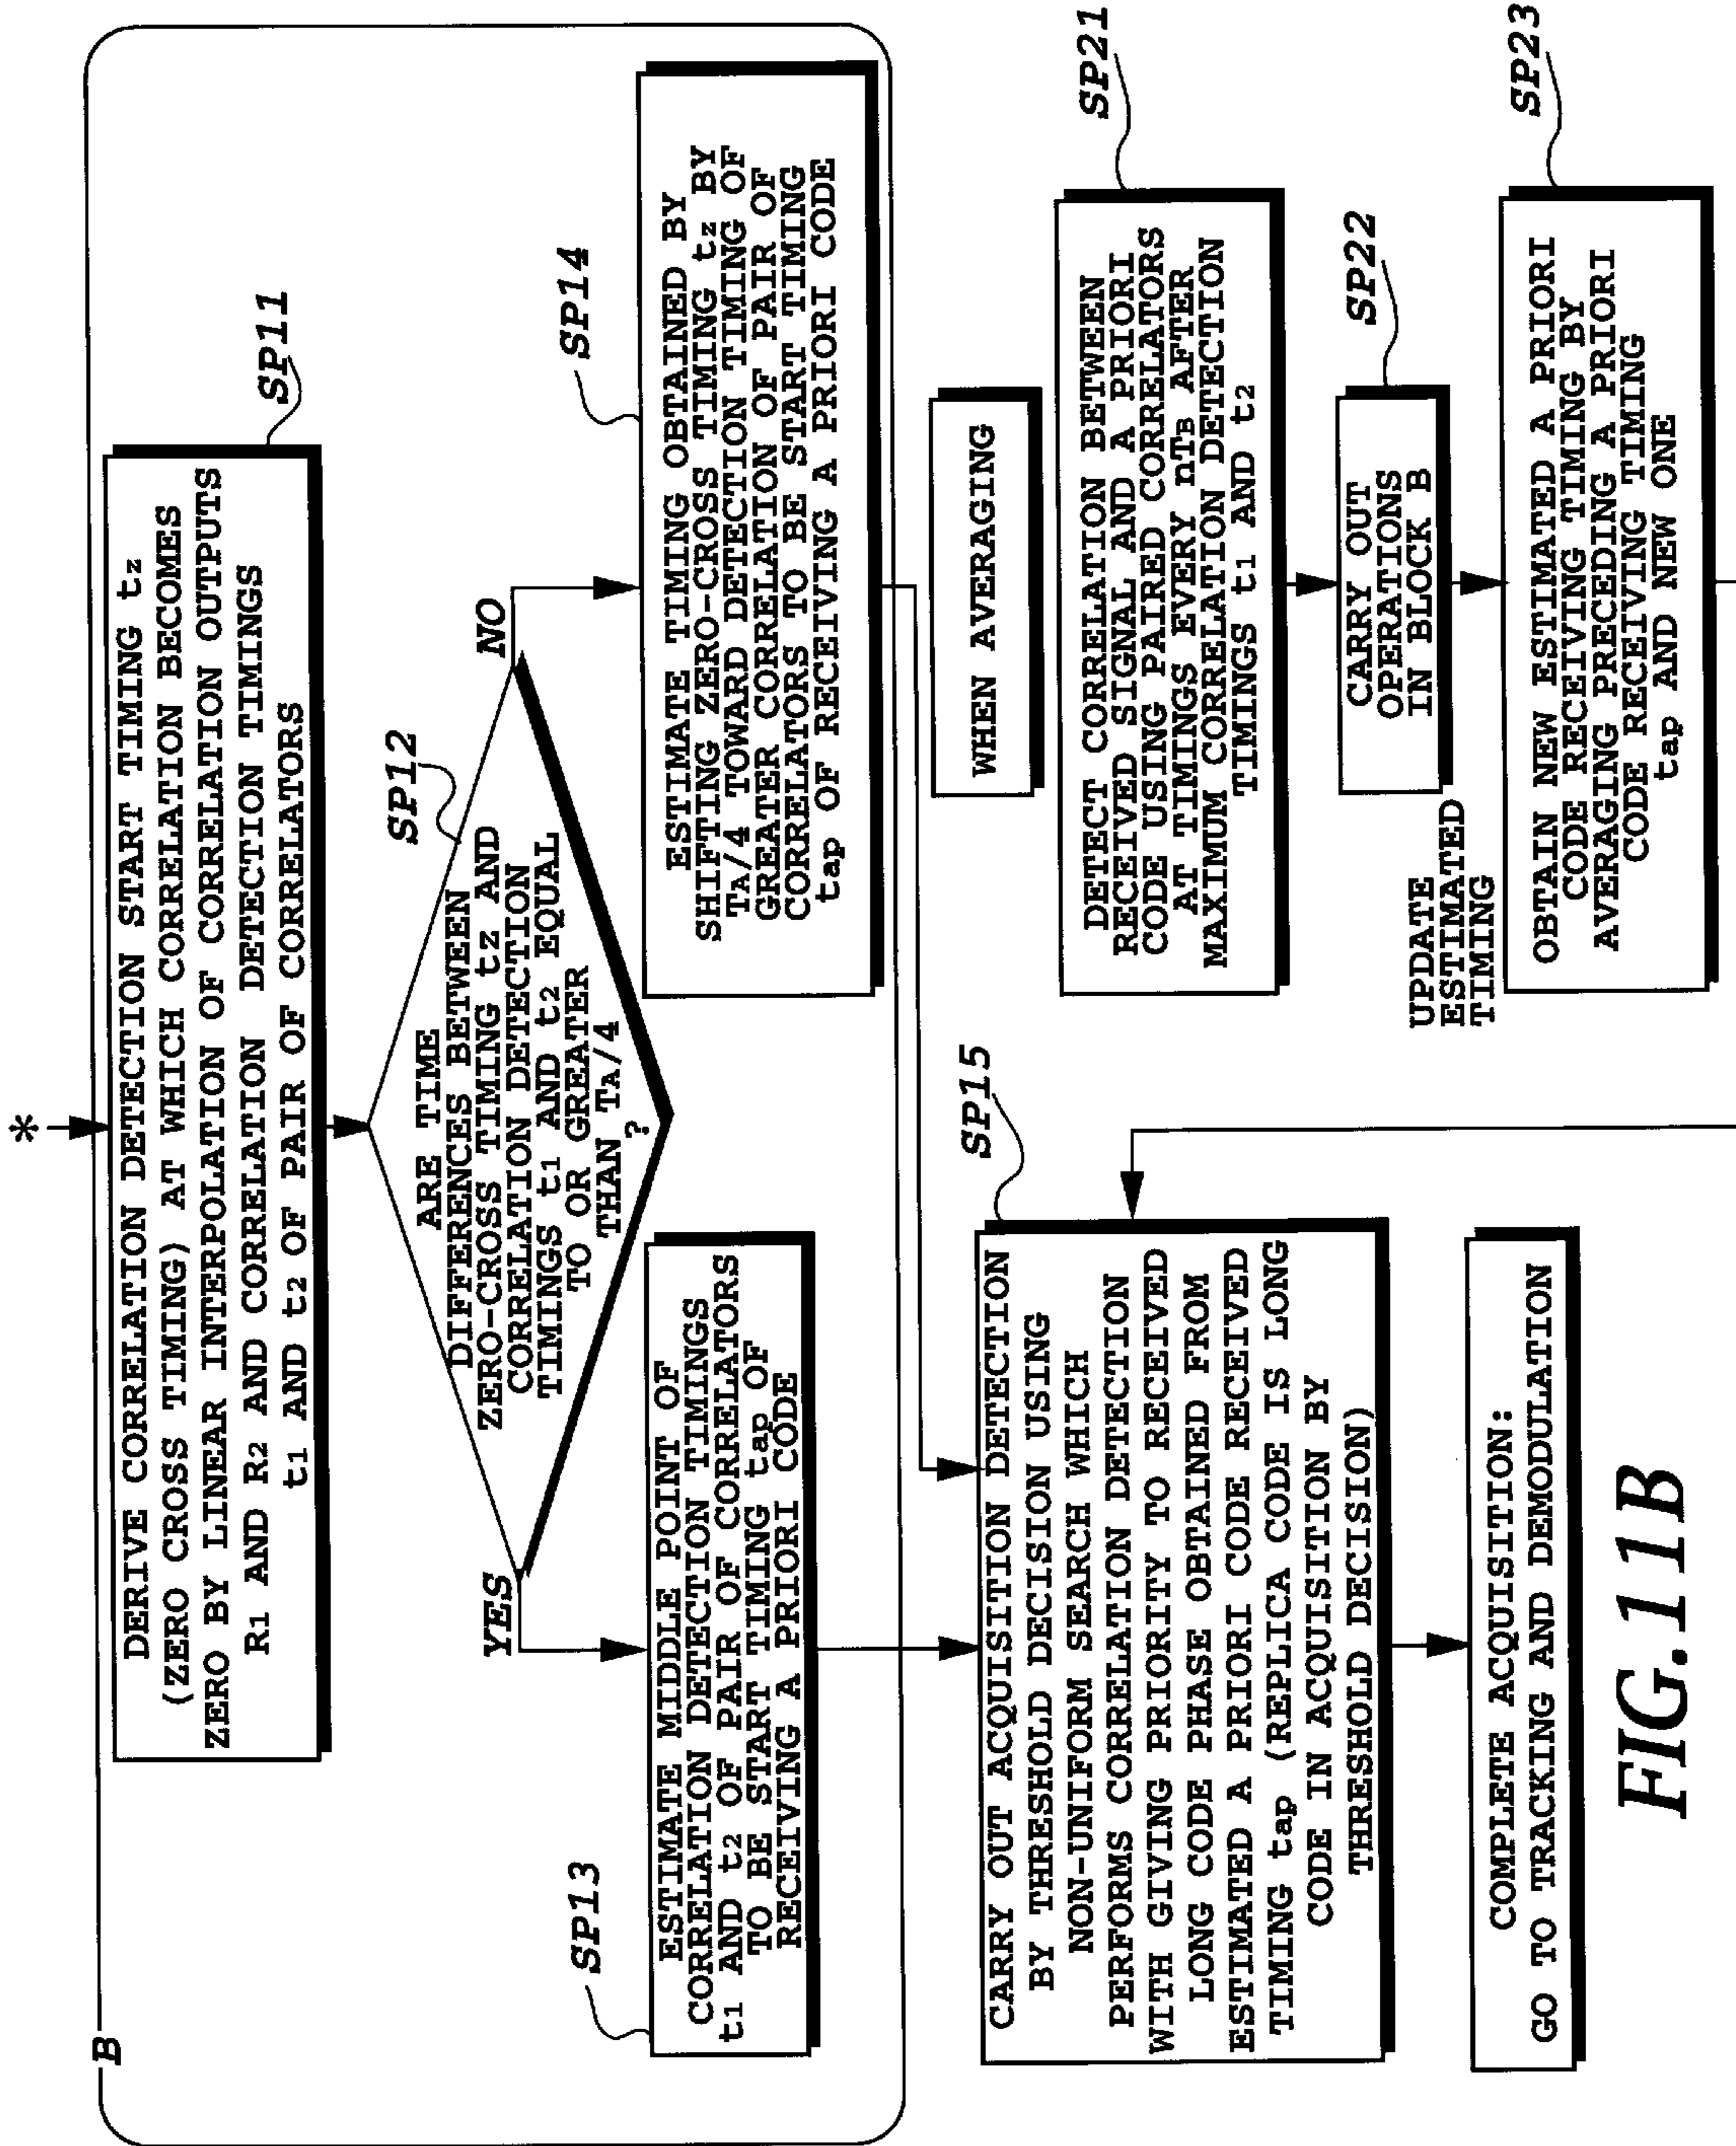 *
B
DERIVE CORRELATION DETECTION START TIMING tz
(ZERO CROSS TIMING) AT WHICH CORRELATION BECOMES
ZERO BY LINEAR INTERPOLATION OF CORRELATION OUTPUTS
R1 AND R2 AND CORRELATION DETECTION TIMINGS
t1 AND t2 OF PAIR OF CORRELATORS
SP11
ARE TIME
DIFFERENCES BETWEEN
ZERO-CROSS TIMING tz AND
CORRELATION DETECTION
TIMINGS t1 AND t2 EQUAL
TO OR GREATER
THAN TA/4
?
SP12
YES
NO
SP13
ESTIMATE MIDDLE POINT OF
CORRELATION DETECTION TIMINGS
t1 AND t2 OF PAIR OF CORRELATORS
TO BE START TIMING tap OF
RECEIVING A PRIORI CODE
SP14
ESTIMATE TIMING OBTAINED BY
SHIFTING ZERO-CROSS TIMING tz BY
TA/4 TOWARD DETECTION TIMING OF
GREATER CORRELATION OF PAIR OF
CORRELATORS TO BE START TIMING
tap OF RECEIVING A PRIORI CODE
SP15
CARRY OUT ACQUISITION DETECTION
BY THRESHOLD DECISION USING
NON-UNIFORM SEARCH WHICH
PERFORMS CORRELATION DETECTION
WITH GIVING PRIORITY TO RECEIVED
LONG CODE PHASE OBTAINED FROM
ESTIMATED A PRIORI CODE RECEIVED
TIMING tap (REPLICA CODE IS LONG
CODE IN ACQUISITION BY
THRESHOLD DECISION)
COMPLETE ACQUISITION:
GO TO TRACKING AND DEMODULATION
WHEN AVERAGING
SP21
DETECT CORRELATION BETWEEN
RECEIVED SIGNAL AND A PRIORI
CODE USING PAIRED CORRELATORS
AT TIMINGS EVERY nTB AFTER
MAXIMUM CORRELATION DETECTION
TIMINGS t1 AND t2
SP22
CARRY OUT
OPERATIONS
IN BLOCK B
UPDATE
ESTIMATED
TIMING
SP23
OBTAIN NEW ESTIMATED A PRIORI
CODE RECEIVING TIMING BY
AVERAGING PRECEDING A PRIORI
CODE RECEIVING TIMING
tap AND NEW ONE
FIG.11B